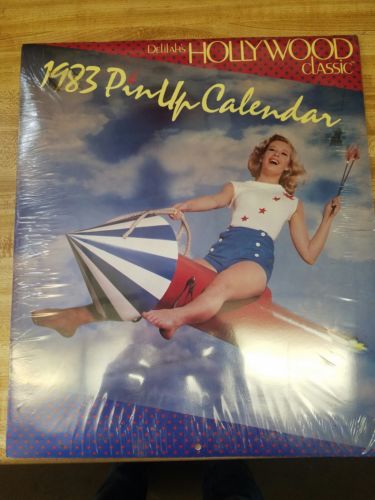 DELILAH'S HOLLYWOOD
CLASSIC
1983 PinUp Calendar